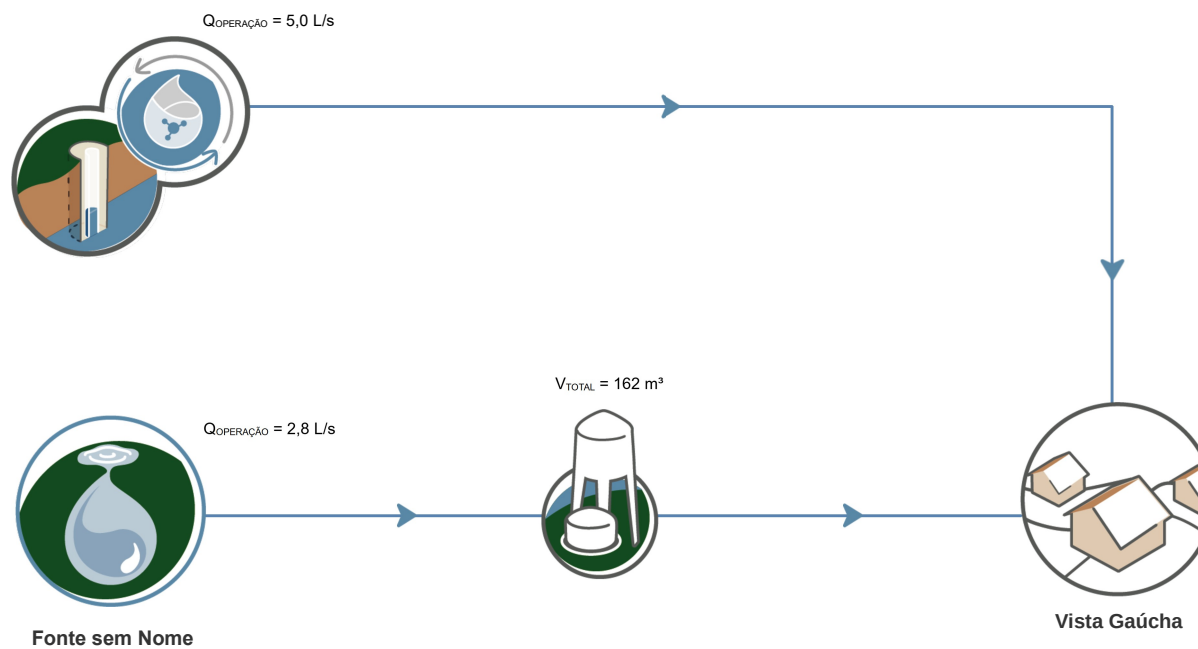 QOPERAÇÃO = 5,0 L/s
VTOTAL = 162 m³
QOPERAÇÃO = 2,8 L/s
Vista Gaúcha
Fonte sem Nome